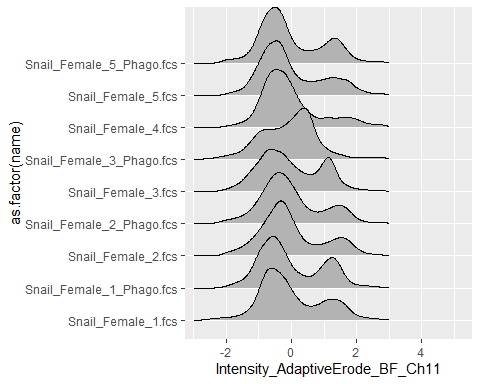 Snail_Female_5_Phago.fcs
Snail_Female_5.fcs
Snail_Female_4.fcs
Snail_Female_3_Phago.fcs
Snail_Female_3.fcs
Snail_Female_2_Phago.fcs
Snail_Female_2.fcs
Snail_Female_1_Phago.fcs
Snail_Female_1.fcs
as.factor(name)
-2 0 2 4
Intensity_AdaptiveErode_BF_Ch11